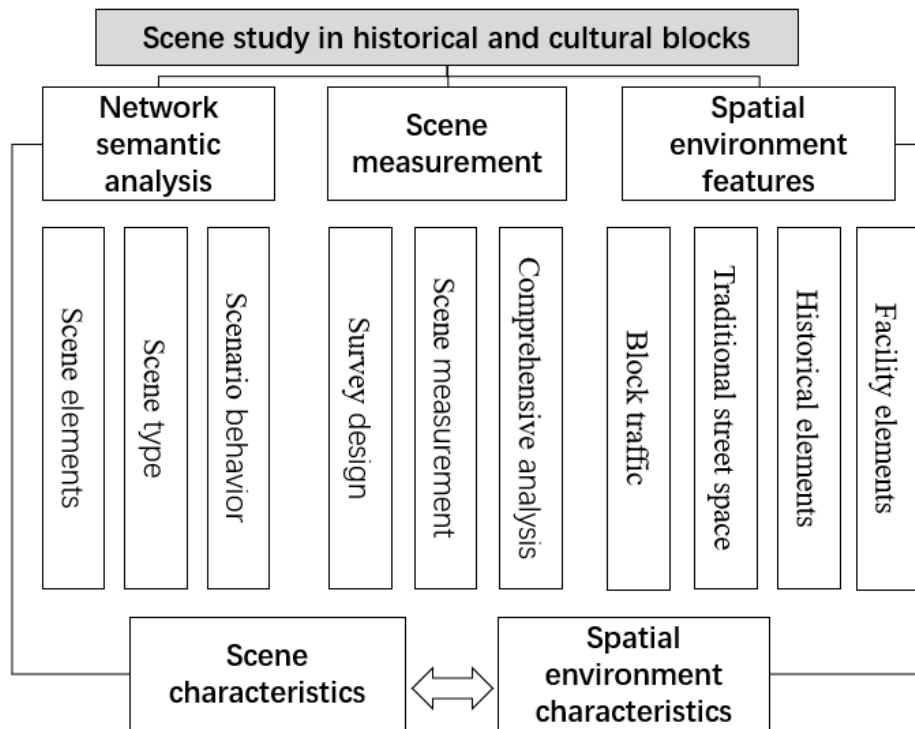 Scene study in historical and cultural blocks
Network
semantic
analysis
Scene
measurement
Spatial
environment
features
Scene elements
Scene type
Scenario behavior
Survey design
Scene measurement
Comprehensive analysis
Block traffic
Traditional street space
Historical elements
Facility elements
Scene
characteristics
Spatial
environment
characteristics